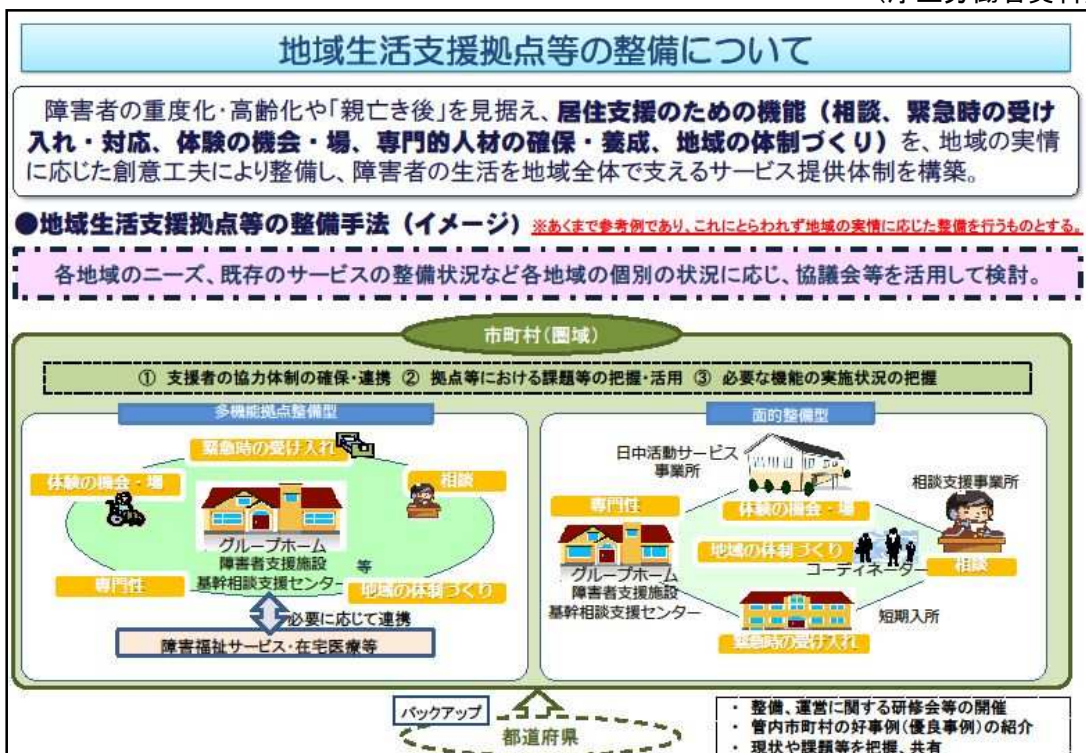 地域生活支援拠点等の整備について
障害者の重度化・高齢化や「親亡き後」を見据え、居住支援のための機能（相談、緊急時の受け
入れ・対応、体験の機会・場、専門的人材の確保・養成、地域の体制づくり）を、地域の実情
に応じた創意工夫により整備し、障害者の生活を地域全体で支えるサービス提供体制を構築。
●地域生活支援拠点等の整備手法（イメージ）※あくまで参考例であり、これにとらわれず地域の実情に応じた整備を行うものとする。
各地域のニーズ、既存のサービスの整備状況など各地域の個別の状況に応じ、協議会等を活用して検討。
市町村（圏域）
① 支援者の協力体制の確保・連携 ② 拠点等における課題等の把握・活用 ③ 必要な機能の実施状況の把握
多機能拠点整備型
緊急時の受け入れ
体験の機会・場
相談
グループホーム
障害者支援施設
基幹相談支援センター
等
専門性
地域の体制づくり
必要に応じて連携
障害福祉サービス・在宅医療等
面的整備型
日中活動サービス
事業所
体験の機会・場
相談支援事業所
相談
専門性
グループホーム
障害者支援施設
基幹相談支援センター
地域の体制づくり
コーディネーター
短期入所
緊急時の受け入れ
バックアップ
都道府県
・ 整備、運営に関する研修会等の開催
・ 管内市町村の好事例（優良事例）の紹介
・ 現状や課題等を把握、共有